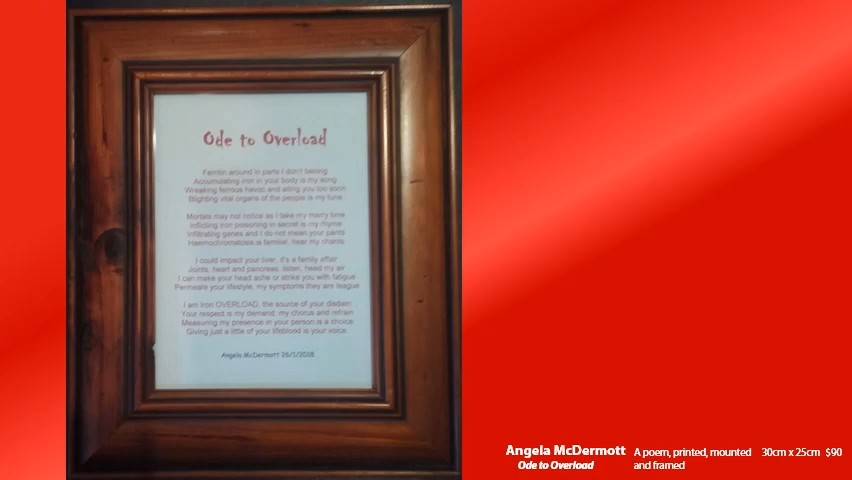 Ode to Overload
Ferritin around in parts I don't belong
Accumulating iron in your body is my song
Wreaking ferrous havoc and ailing you too soon
Blighting vital organs of the people is my tune
Mortals may not notice as I take my merry time
Inflicting iron poisoning in secret is my rhyme
Infiltrating genes and I do not mean your pants
Haemochromatosis is familial, hear my chants
I could impact your liver, it's a family affair
Joints, heart and pancreas, listen, heed my air
I can make your head ache or strike you with fatigue
Permeate your lifestyle, my symptoms they are league
I am Iron OVERLOAD, the source of your disdain
Your respect is my demand, my chorus and refrain
Measuring my presence in your person is a choice
Giving just a little of your lifeblood is your voice.
Angela McDermott 26/1/2018
Angela McDermott A poem, printed, mounted 30cm x 25cm $90
Ode to Overload and framed